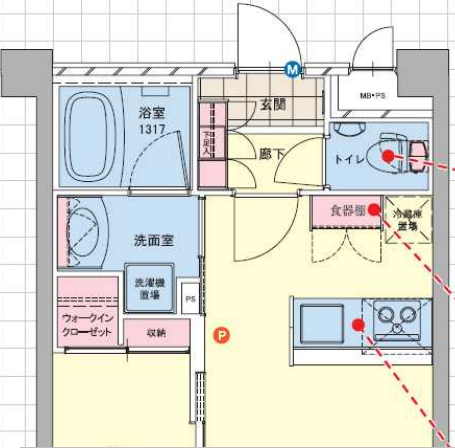 浴室
1317
玄関
MB・PS
下足入
廊下
トイレ
食器棚
冷蔵庫
置場
洗面室
洗濯機
置場
PS
ウォークイン
クローゼット
収納
M
P